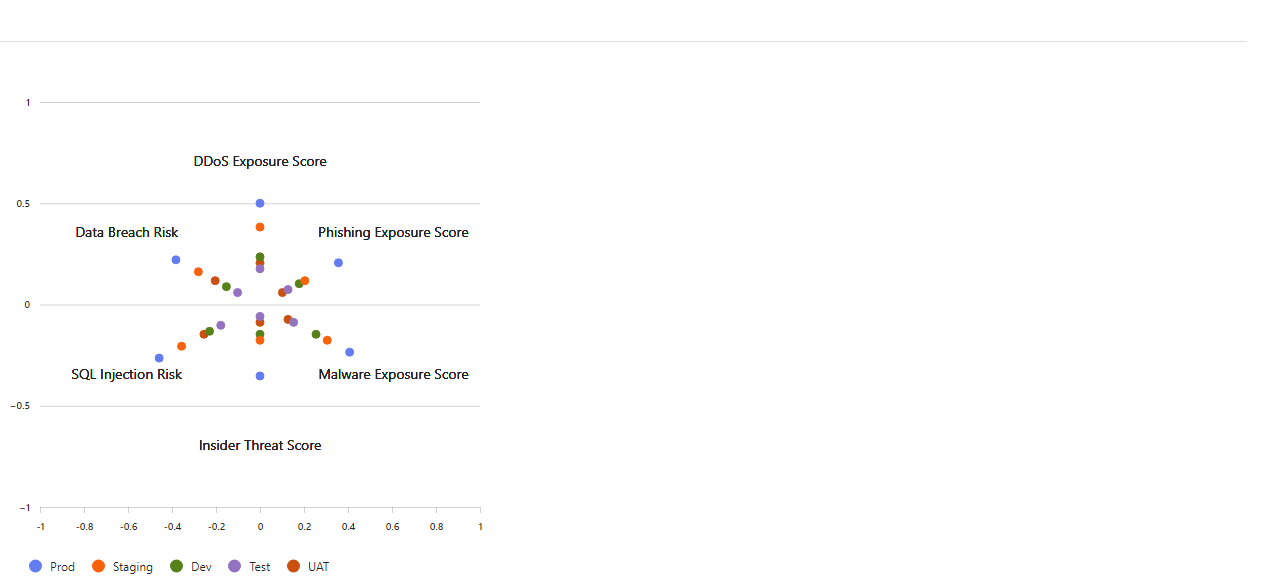 1
DDoS Exposure Score
0.5
Data Breach Risk
Phishing Exposure Score
0
SQL Injection Risk
Malware Exposure Score
−0.5
Insider Threat Score
−1
-1 -0.8 -0.6 -0.4 -0.2 0 0.2 0.4 0.6 0.8 1
Prod Staging Dev Test UAT